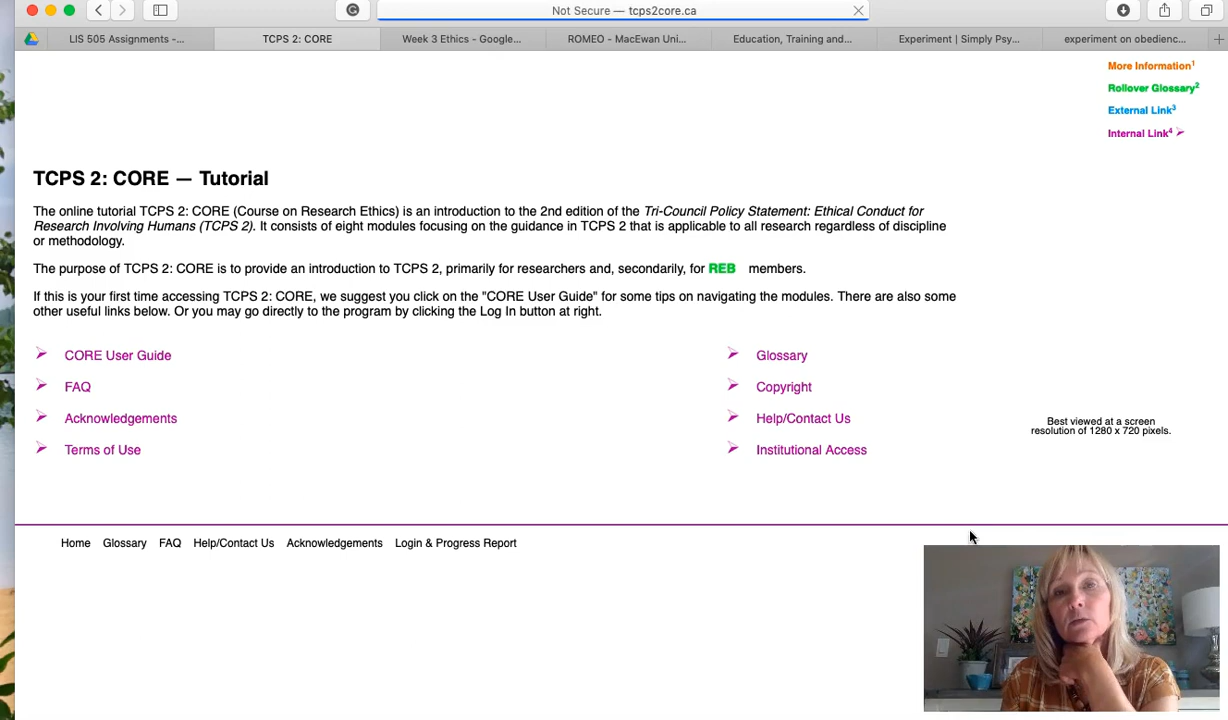 Not Secure — tcps2core.ca
LIS 505 Assignments -...
TCPS 2: CORE
Week 3 Ethics - Google...
ROMEO - MacEwan Uni...
Education, Training and...
Experiment | Simply Psy...
experiment on obedienc...
More Information1
Rollover Glossary2
External Link3
Internal Link4
TCPS 2: CORE — Tutorial
The online tutorial TCPS 2: CORE (Course on Research Ethics) is an introduction to the 2nd edition of the Tri-Council Policy Statement: Ethical Conduct for
Research Involving Humans (TCPS 2). It consists of eight modules focusing on the guidance in TCPS 2 that is applicable to all research regardless of discipline
or methodology.
The purpose of TCPS 2: CORE is to provide an introduction to TCPS 2, primarily for researchers and, secondarily, for REB members.
If this is your first time accessing TCPS 2: CORE, we suggest you click on the "CORE User Guide" for some tips on navigating the modules. There are also some
other useful links below. Or you may go directly to the program by clicking the Log In button at right.
CORE User Guide
FAQ
Acknowledgements
Terms of Use
Glossary
Copyright
Help/Contact Us
Institutional Access
Best viewed at a screen
resolution of 1280 x 720 pixels.
Home Glossary FAQ Help/Contact Us Acknowledgements Login & Progress Report